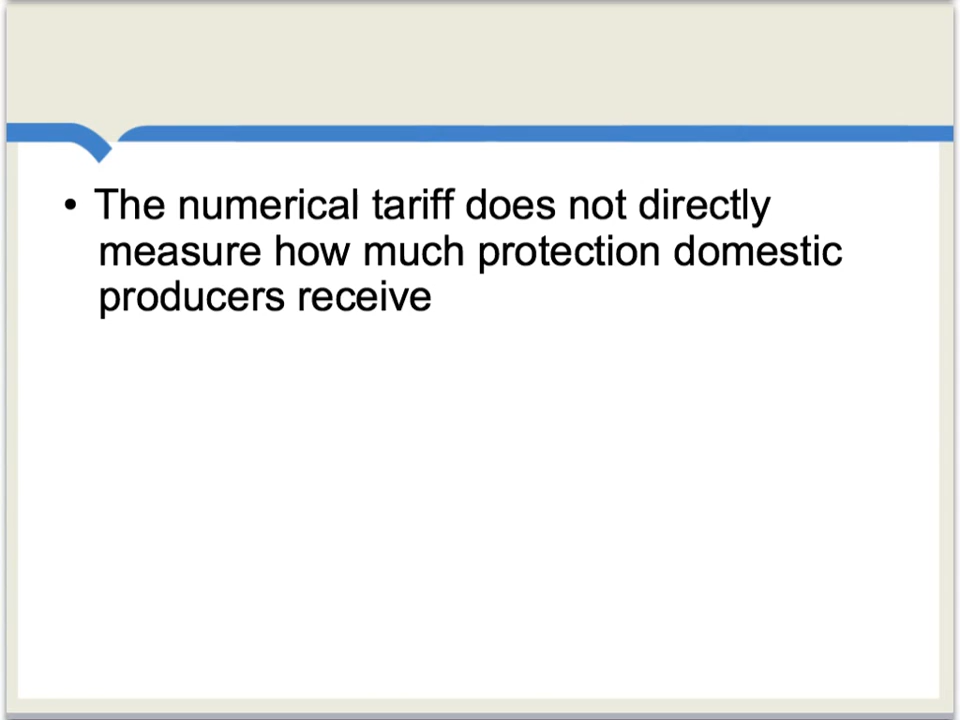 • The numerical tariff does not directly
measure how much protection domestic
producers receive